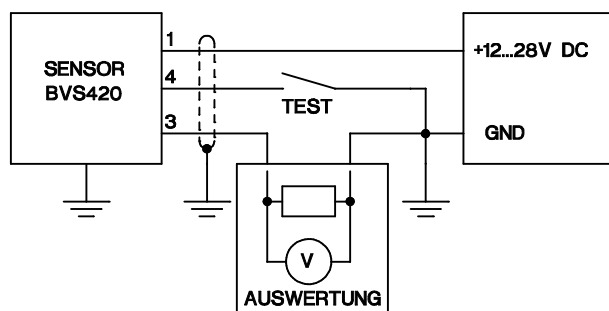 SENSOR
BVS420
1
4
3
TEST
+12...28V DC
GND
V
AUSWERTUNG